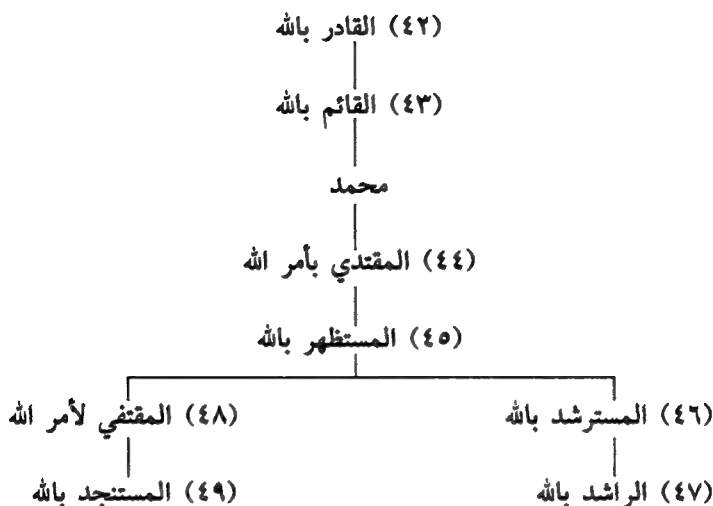 (٤٢) القادر بالله
(٤٣) القائم بالله
محمد
(٤٤) المقتدي بأمر الله
(٤٥) المستظهر بالله
(٤٦) المسترشد بالله
(٤٨) المقتفي لأمر الله
(٤٧) الراشد بالله
(٤٩) المستنجد بالله